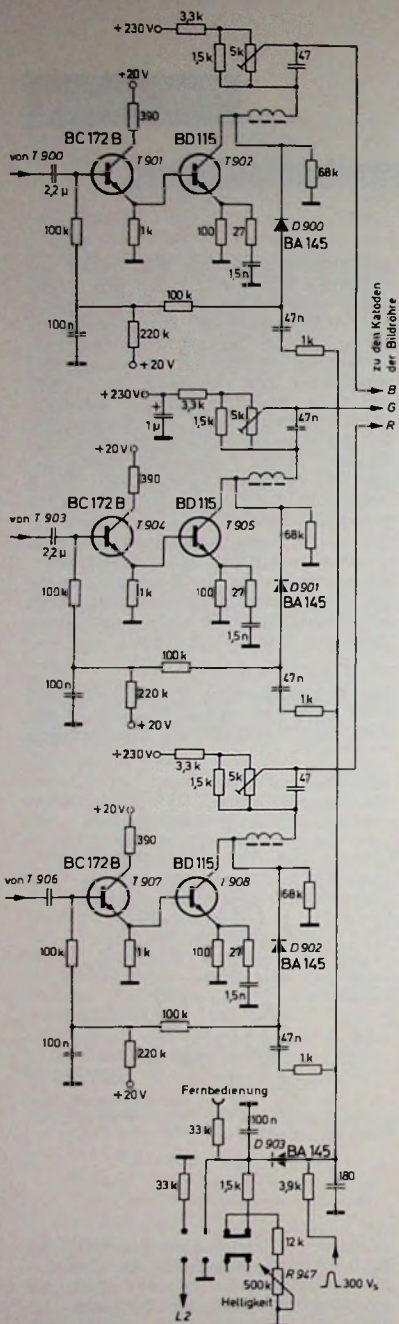 3,3k
+230V
1,5k 5k 47
+20V
390
BC172B T901 BD115 T902
von T900
2,2µ
68k
100k 1k 100 27 D900
BA145
1,5n
100k
100n 220k 47n
1k
+20V
zu den Katoden
der Bildröhre
B
G
R
+230V 3,3k
+ 1µ 1,5k 5k 47n
+20V
390
BC172B T904 BD115 T905
von T903
2,2µ
68k
100k 1k 100 27 D901
BA145
1,5n
100k
100n 220k 47n
1k
+20V
+230V
3,3k
1,5k 5k 47
+20V
390
BC172B T907 BD115 T908
von T906
68k
100k 1k 100 27 D902
BA145
1,5n
100k
100n 220k 47n
1k
+20V
Fernbedienung
100n
33k D903
BA145
33k 1,5k 3,9k 180
12k
500k R947
Helligkeit
300 Vs
L2